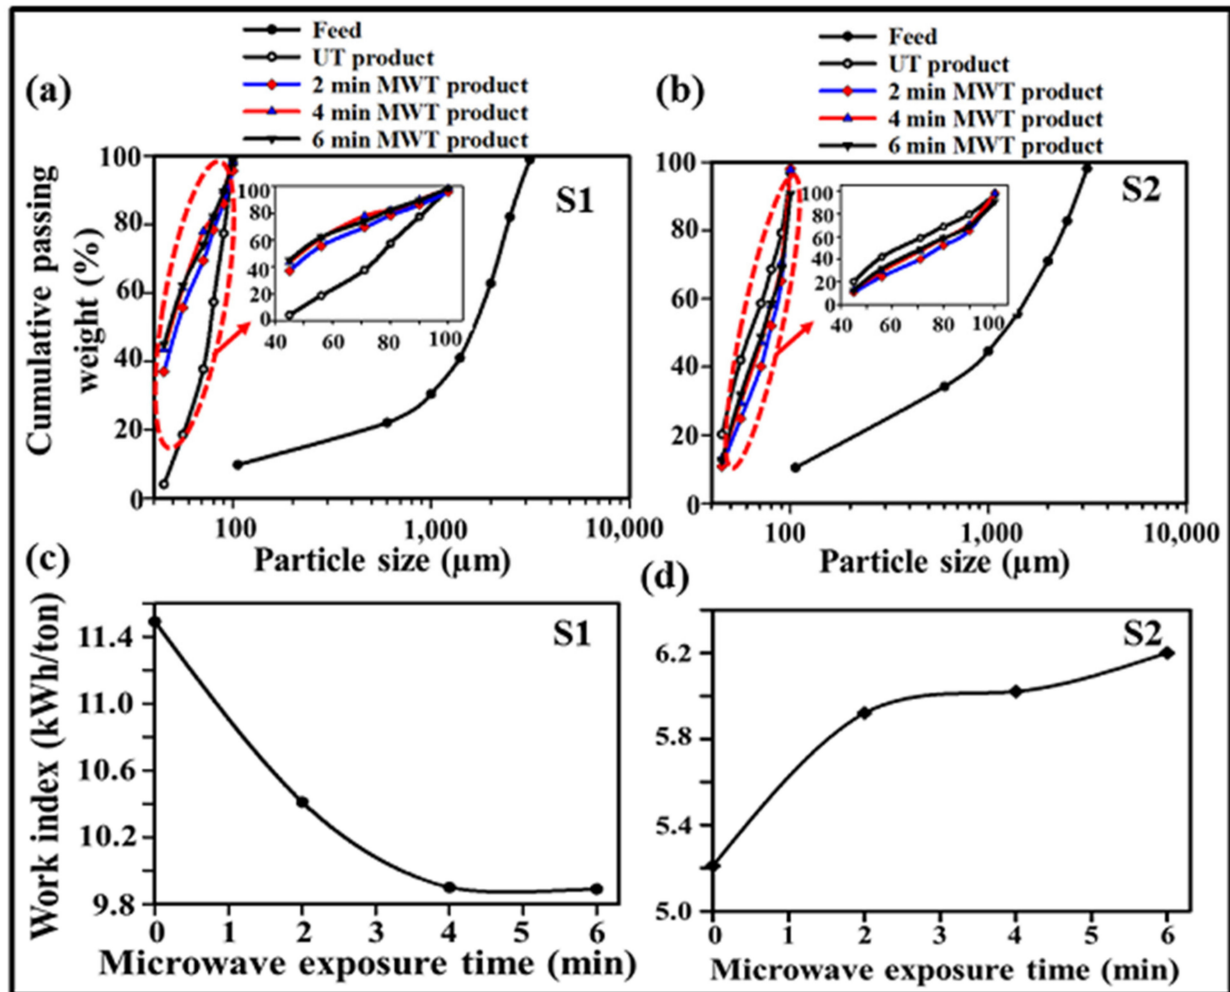 (a)
Feed
UT product
2 min MWT product
4 min MWT product
6 min MWT product
S1
100
80
60
40
20
0
100
80
60
40
20
0
40
60
80
100
100
1,000
10,000
Cumulative passing
weight (%)
Particle size (µm)
(b)
Feed
UT product
2 min MWT product
4 min MWT product
6 min MWT product
S2
100
80
60
40
20
0
100
80
60
40
20
0
40
60
80
100
100
1,000
10,000
Particle size (µm)
(c)
S1
11.4
11.0
10.6
10.2
9.8
0 1 2 3 4 5 6
Work index (kWh/ton)
Microwave exposure time (min)
(d)
S2
6.2
5.8
5.4
5.0
0 1 2 3 4 5 6
Microwave exposure time (min)